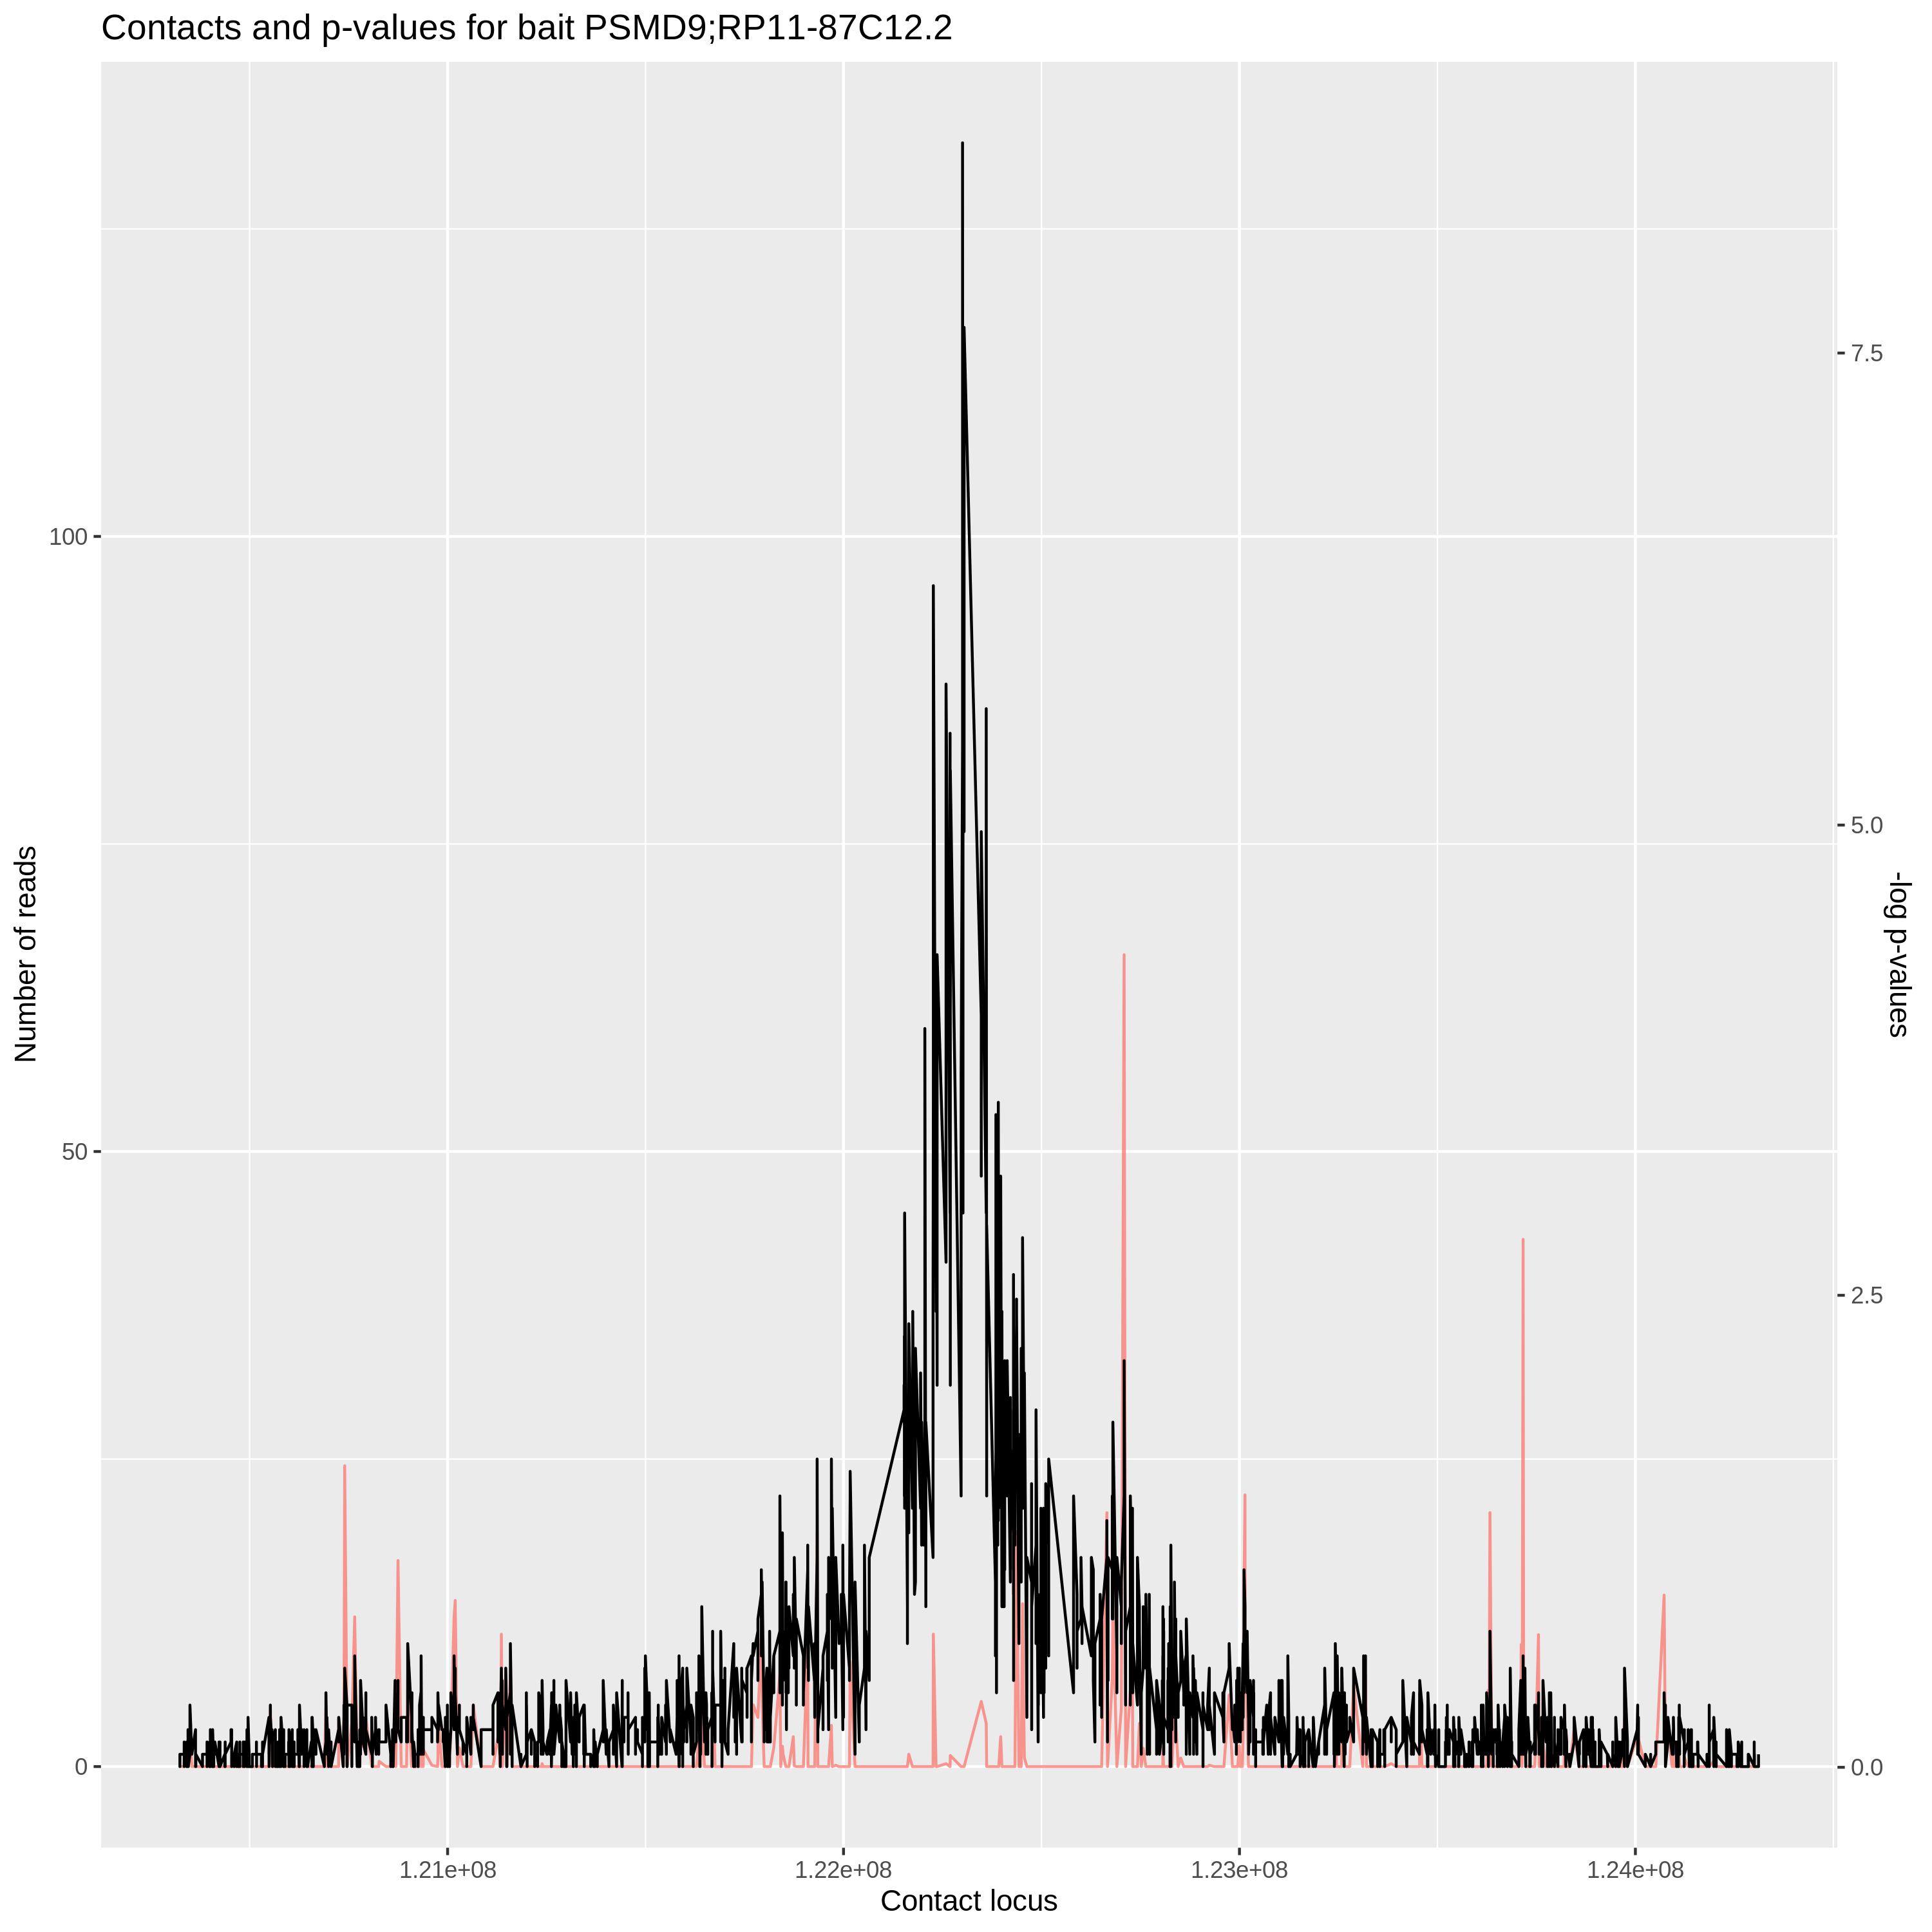 Contacts and p-values for bait PSMD9;RP11-87C12.2
100
50
0
Number of reads
7.5
5.0
2.5
0.0
-log p-values
1.21e+08 1.22e+08 1.23e+08 1.24e+08
Contact locus